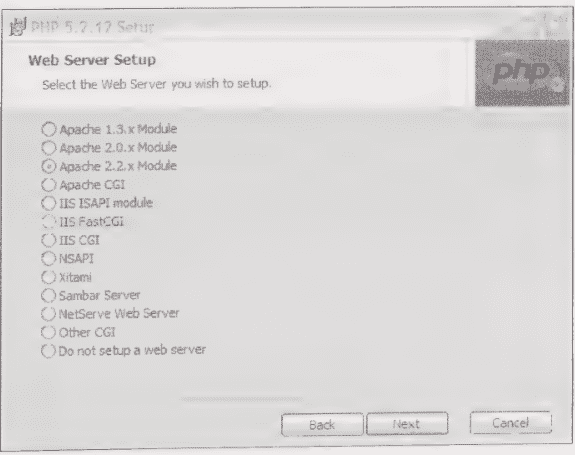 PHP 5.2.17 Setup
Web Server Setup
php
Select the Web Server you wish to setup.
Apache 1.3.x Module
Apache 2.0.x Module
Apache 2.2.x Module
Apache CGI
IIS ISAPI module
IIS FastCGI
IIS CGI
NSAPI
Xitami
Sambar Server
NetServe Web Server
Other CGI
Do not setup a web server
Back
Next
Cancel